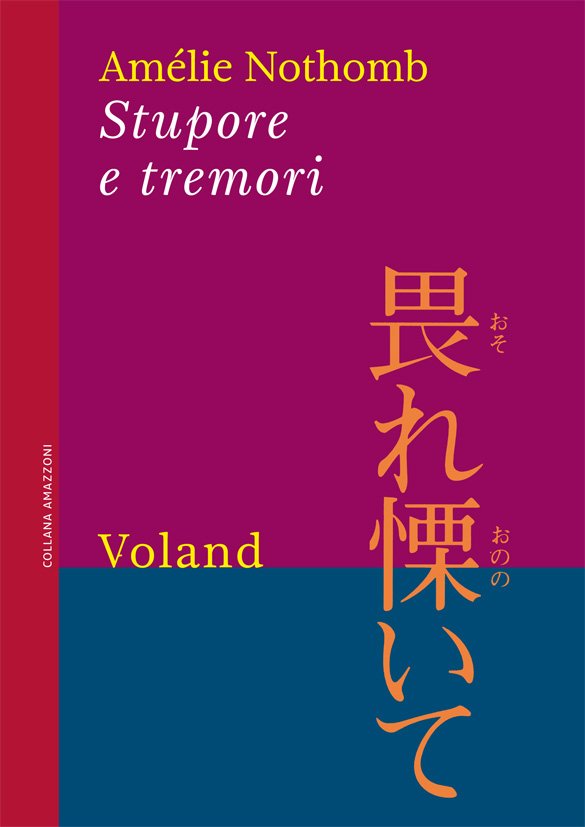 Amélie Nothomb
Stupore
e tremori
畏れ慄いて
おそ
おのの
Voland
COLLANA AMAZZONI